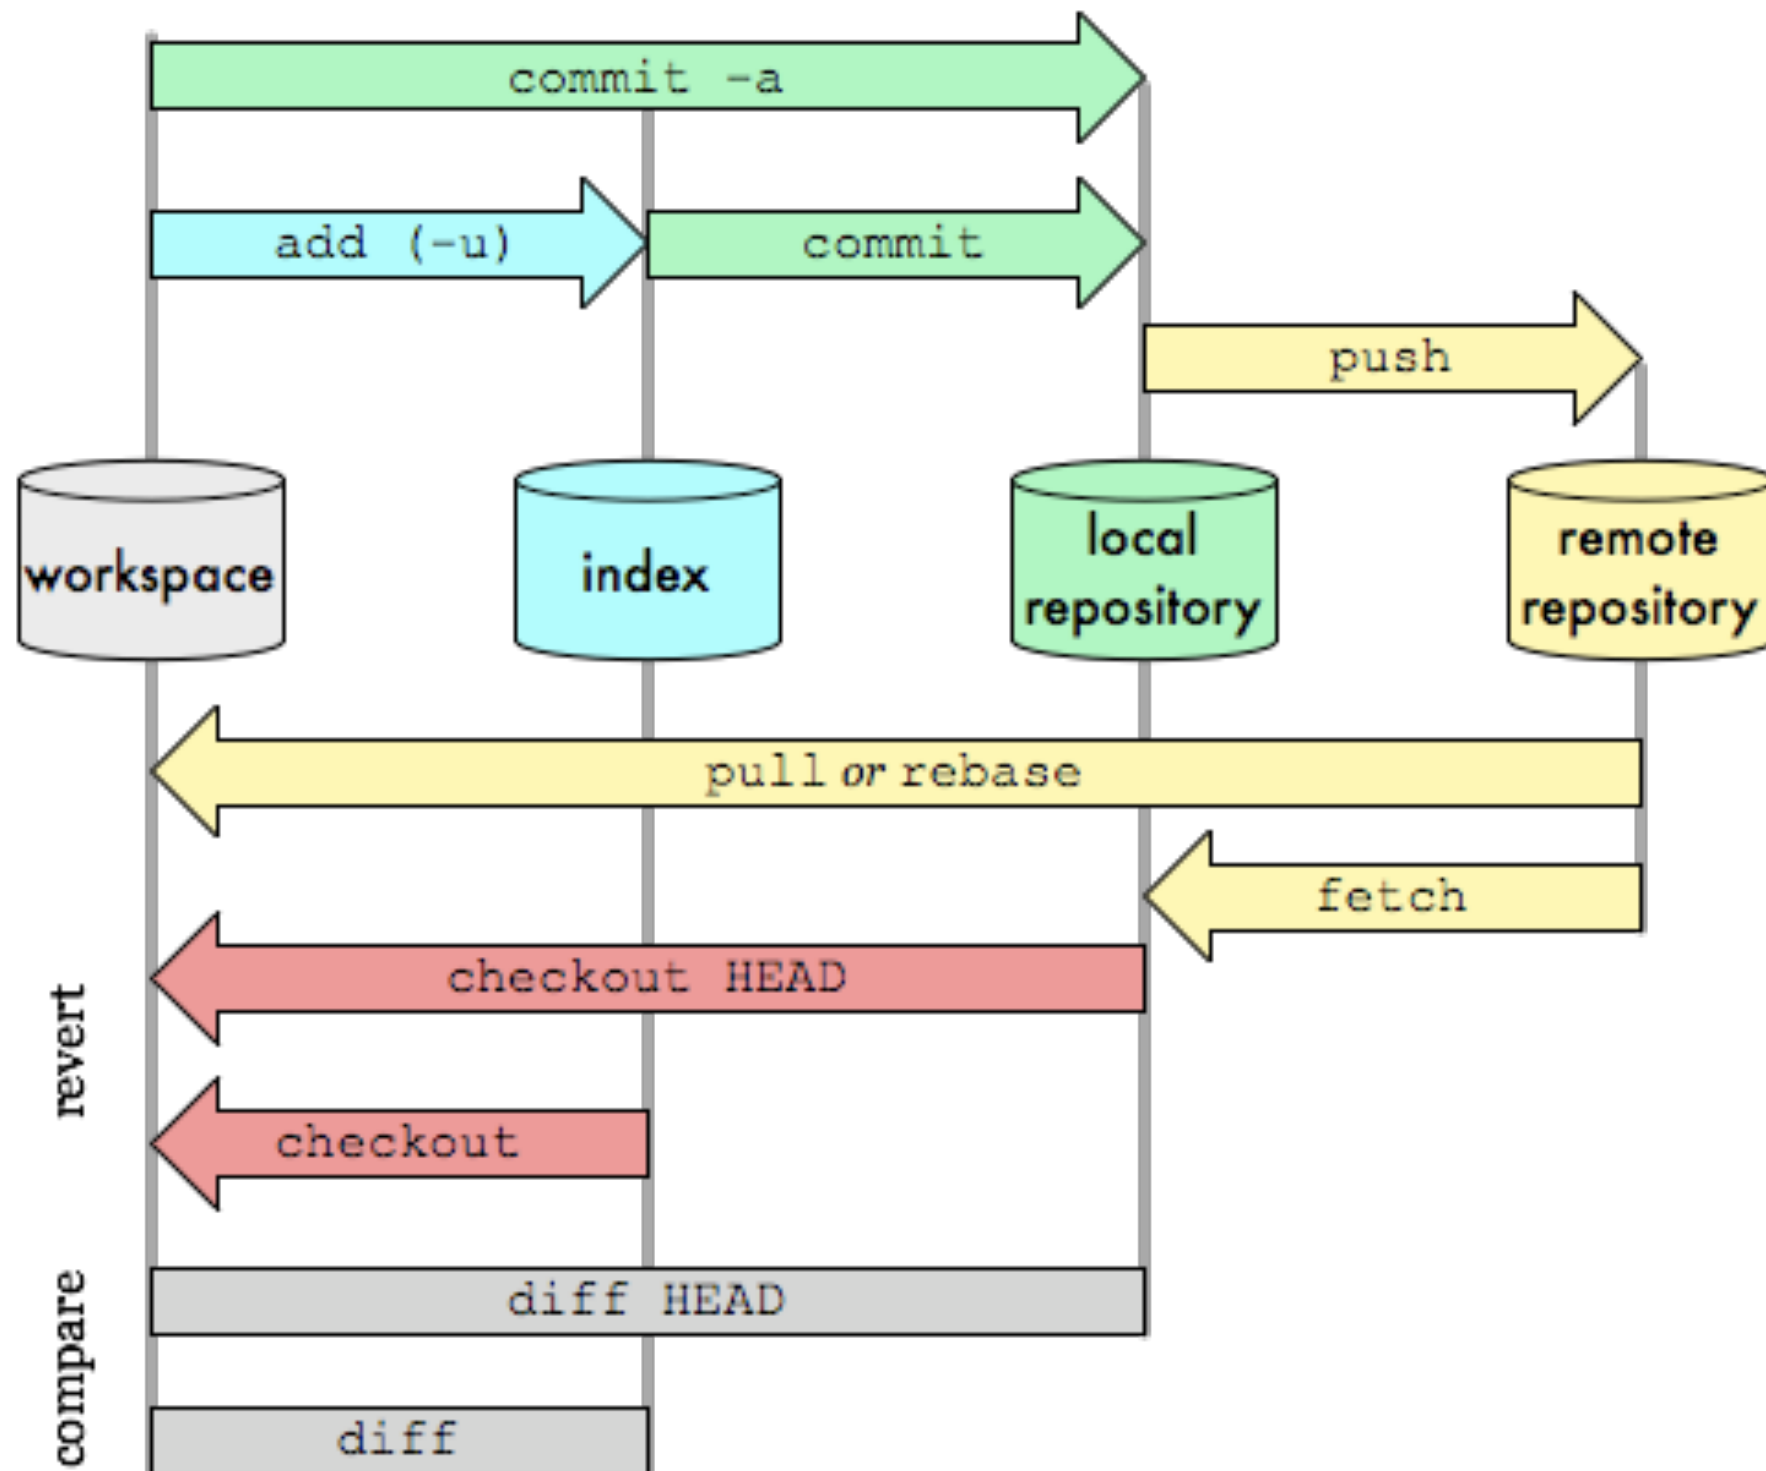 commit -a
add (-u)
commit
push
workspace
index
local
repository
remote
repository
pull or rebase
fetch
revert
checkout HEAD
checkout
compare
diff HEAD
diff